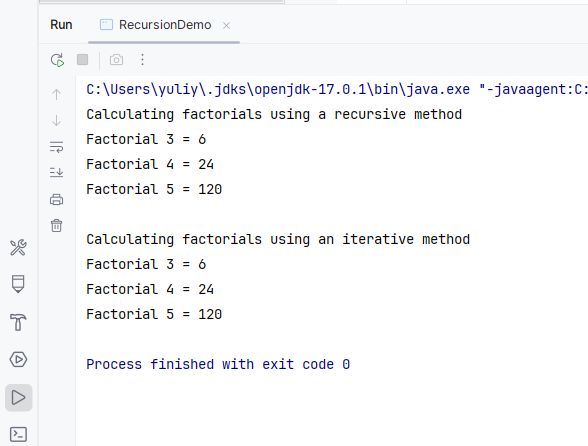 Run
RecursionDemo
C:\Users\yuliy\.jdks\openjdk-17.0.1\bin\java.exe "-javaagent:C:
Calculating factorials using a recursive method
Factorial 3 = 6
Factorial 4 = 24
Factorial 5 = 120
Calculating factorials using an iterative method
Factorial 3 = 6
Factorial 4 = 24
Factorial 5 = 120
Process finished with exit code 0